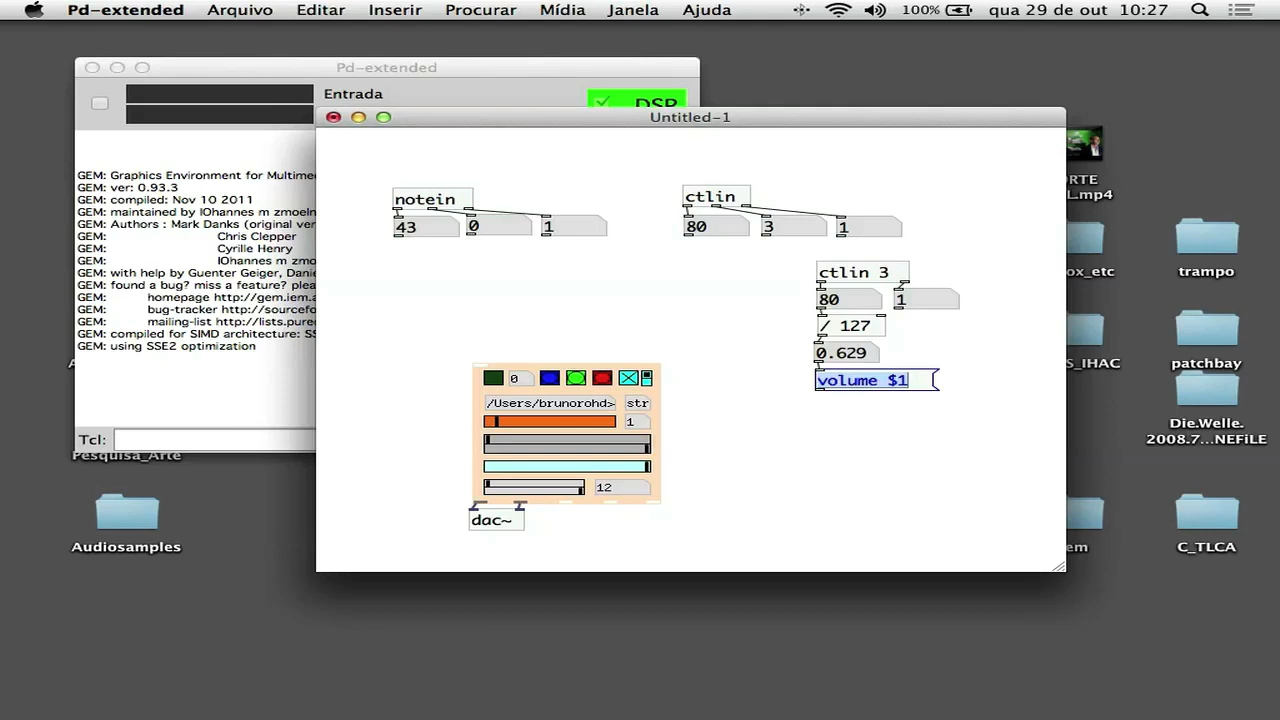 Pd-extended Arquivo Editar Inserir Procurar Mídia Janela Ajuda 100% qua 29 de out 10:27
Pd-extended
Entrada
DSP
Untitled-1
GEM: Graphics Environment for Multime
GEM: ver: 0.93.3
GEM: compiled: Nov 10 2011
GEM: maintained by IOhannes m zmoeln
GEM: Authors : Mark Danks (original ver
GEM: Chris Clepper
GEM: Cyrille Henry
GEM: IOhannes m z
GEM: with help by Guenter Geiger, Danie
GEM: found a bug? miss a feature? plea
GEM: homepage http://gem.iem.a
GEM: bug-tracker http://sourcefo
GEM: mailing-list http://lists.pure
GEM: compiled for SIMD architecture: SS
GEM: using SSE2 optimization
Tcl:
notein
43 0 1
ctlin
80 3 1
ctlin 3
80 1
/ 127
0.629
volume $1
0
/Users/brunorohd> str
1
12
dac~
RTE
L.mp4
ox_etc
trampo
S_IHAC
patchbay
Die.Welle.
2008.7...NEFiLE
Pesquisa_Arte
Audiosamples
em
C_TLCA